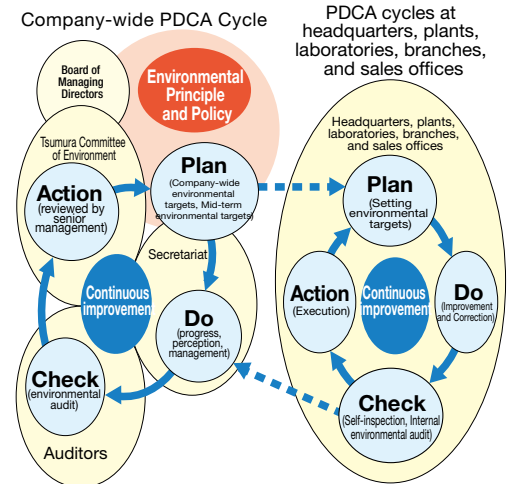 Company-wide PDCA Cycle
Board of
Managing
Directors
Environmental
Principle
and Policy
Tsumura Committee
of Environment
Action
(reviewed by
senior
management)
Plan
(Company-wide
environmental
targets, Mid-term
environmental targets)
Secretariat
Continuous
improvement
Do
(progress,
perception,
management)
Check
(environmental
audit)
Auditors
PDCA cycles at
headquarters, plants,
laboratories, branches,
and sales offices
Headquarters, plants,
laboratories, branches,
and sales offices
Plan
(Setting
environmental
targets)
Action
(Execution)
Continuous
improvement
Do
(Improvement
and Correction)
Check
(Self-inspection, Internal
environmental audit)